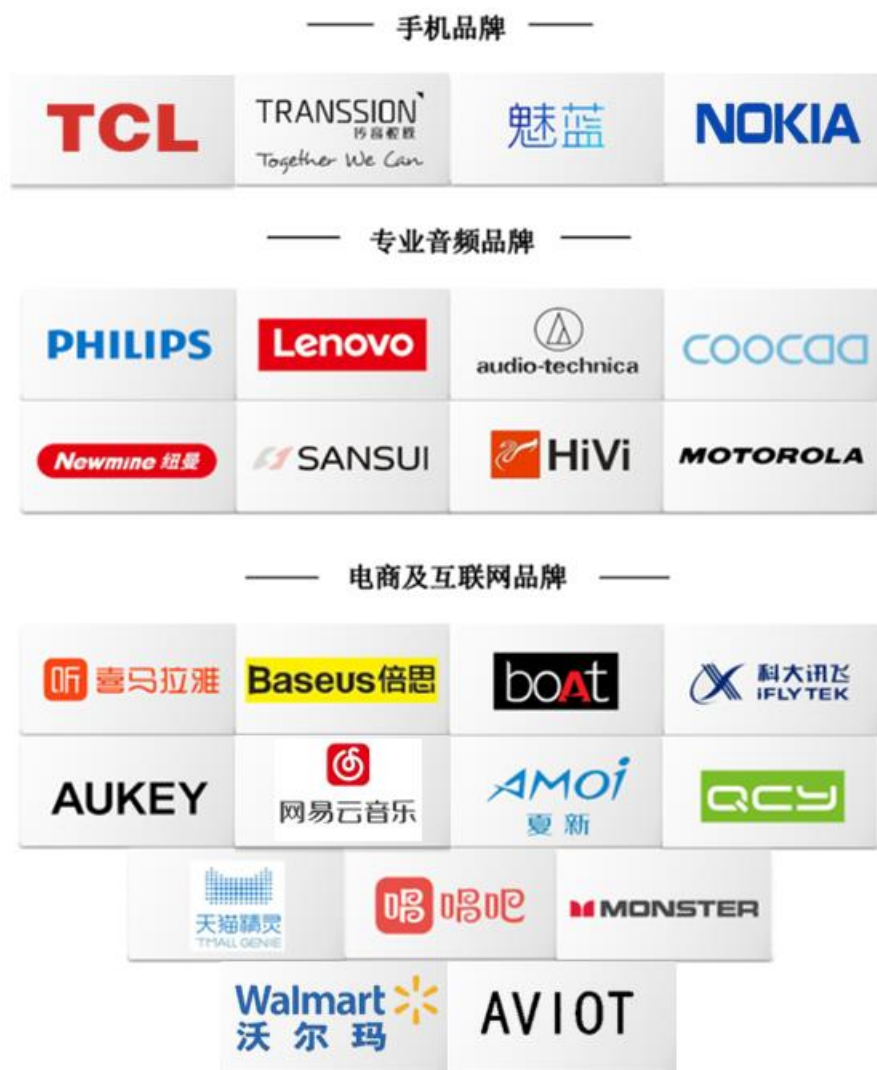 手机品牌
TCL
TRANSSION
传音控股
Together We Can
魅蓝
NOKIA
专业音频品牌
PHILIPS
Lenovo
audio-technica
coocaa
Newmine 纽曼
SANSUI
HiVi
MOTOROLA
电商及互联网品牌
听 喜马拉雅
Baseus倍思
boAt
科大讯飞
iFLYTEK
AUKEY
网易云音乐
AMOi
夏新
QCY
天猫精灵
TMALL GENIE
唱 唱吧
MONSTER
Walmart
沃尔玛
AVIOT